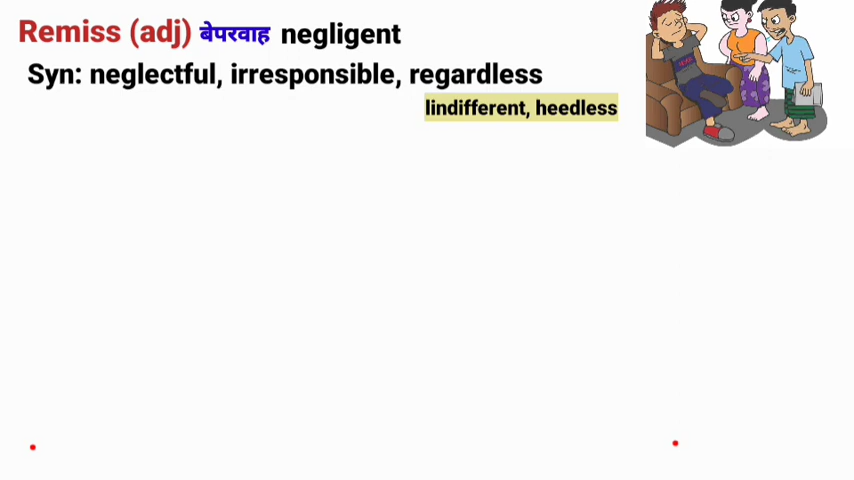 Remiss (adj) बेपरवाह negligent
Syn: neglectful, irresponsible, regardless
lindifferent, heedless